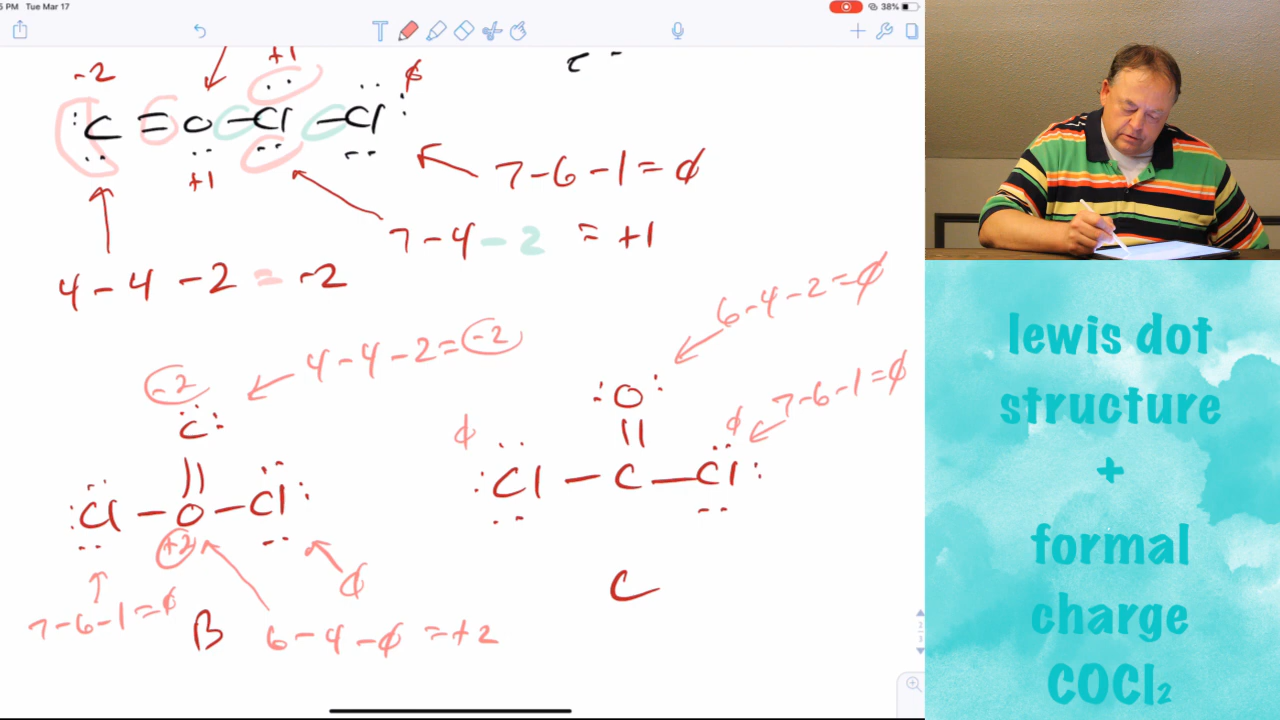 5 PM Tue Mar 17
38%
T
-2
+1
ϕ
:C = O - Cl - Cl:
+1
7-6-1=ϕ
7-4-2 = +1
4-4-2=-2
6-4-2=ϕ
4-4-2=-2
-2
C:
:O:
7-6-1=ϕ
ϕ
ϕ
:Cl - C - Cl:
:Cl - O - Cl:
+2
ϕ
7-6-1=ϕ
B
6-4-ϕ=+2
C
lewis dot
structure
+
formal
charge
COCl₂